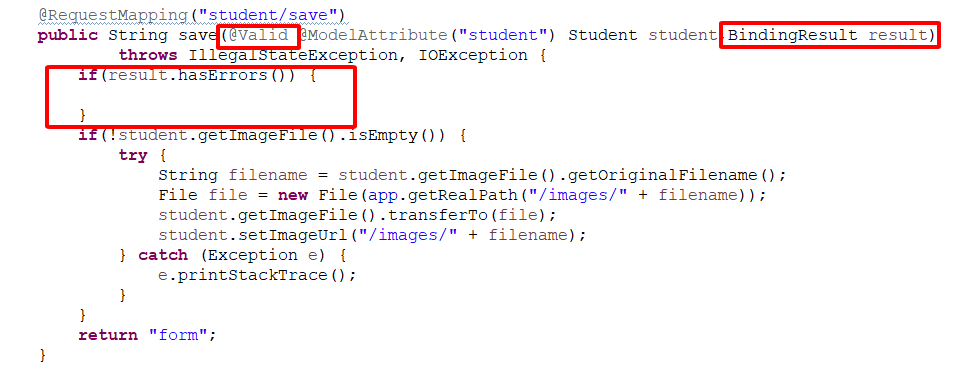 @RequestMapping("student/save")
public String save(@Valid @ModelAttribute("student") Student student,BindingResult result)
throws IllegalStateException, IOException {
if(result.hasErrors()) {
}
if(!student.getImageFile().isEmpty()) {
try {
String filename = student.getImageFile().getOriginalFilename();
File file = new File(app.getRealPath("/images/" + filename));
student.getImageFile().transferTo(file);
student.setImageUrl("/images/" + filename);
} catch (Exception e) {
e.printStackTrace();
}
}
return "form";
}